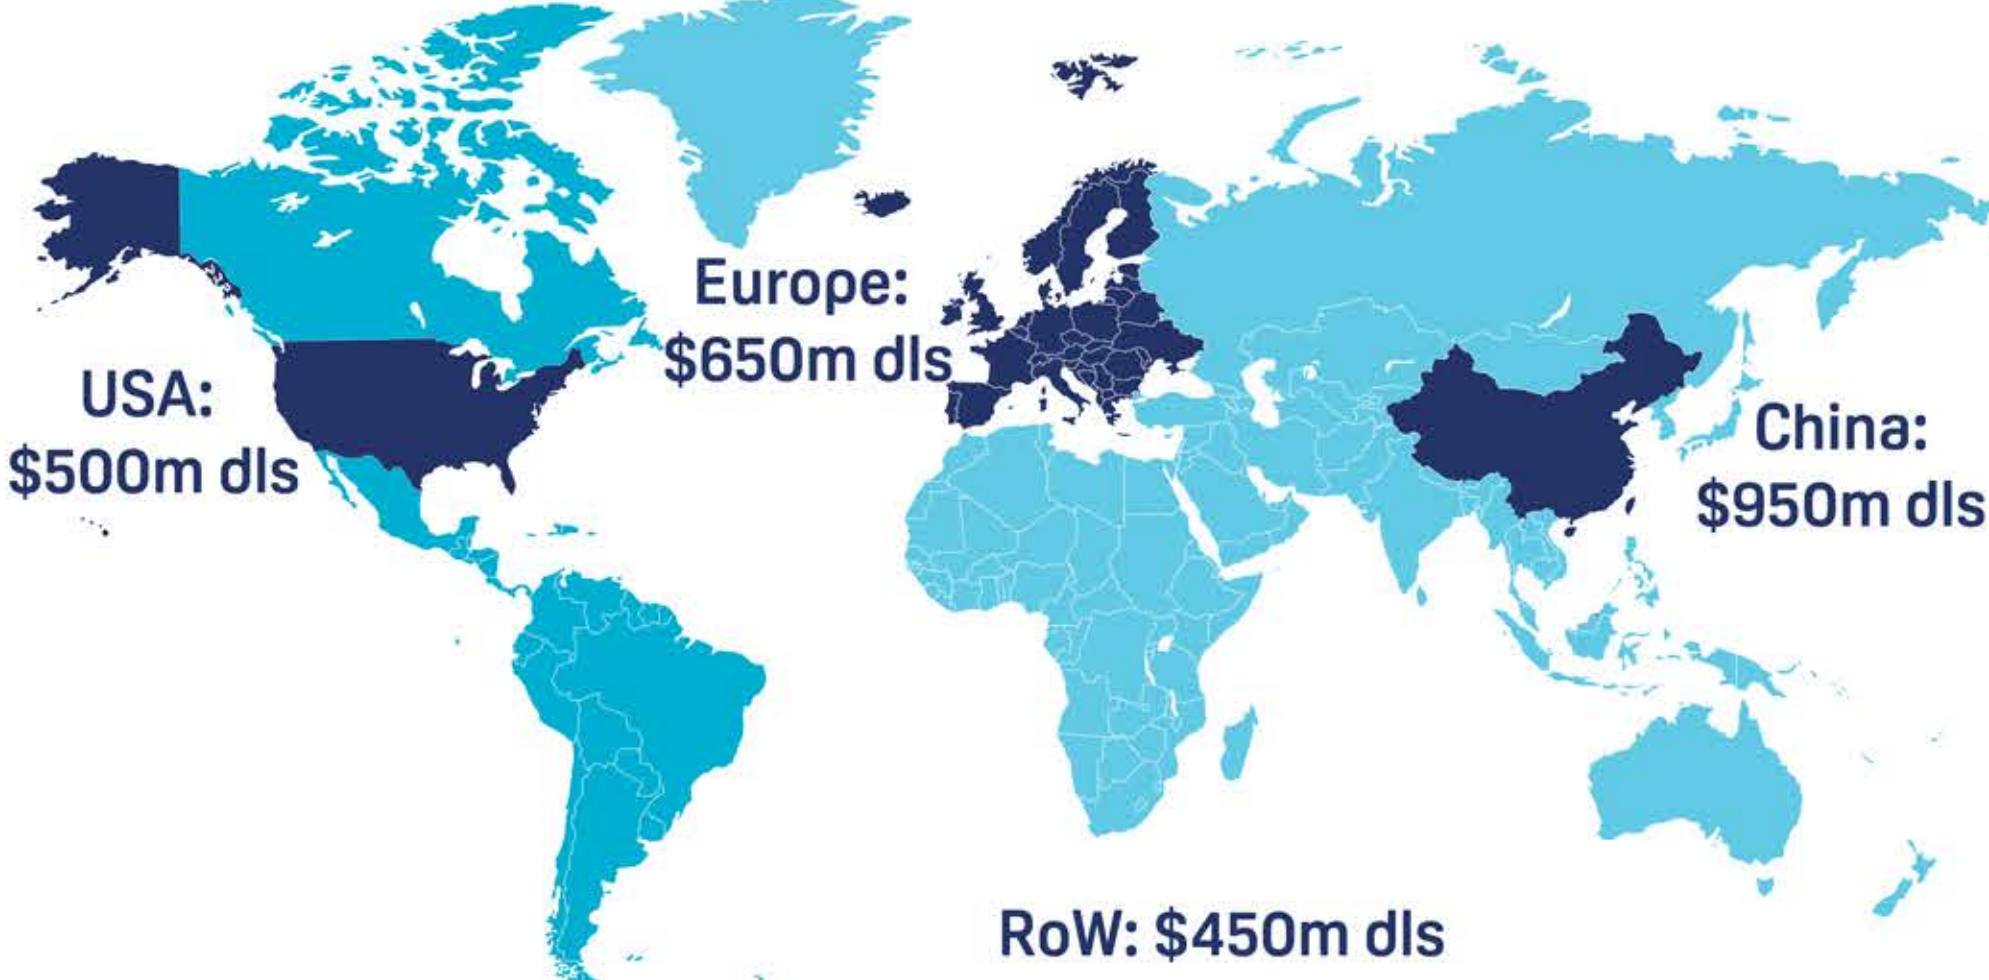 Europe:
$650m dls
USA:
$500m dls
China:
$950m dls
RoW: $450m dls